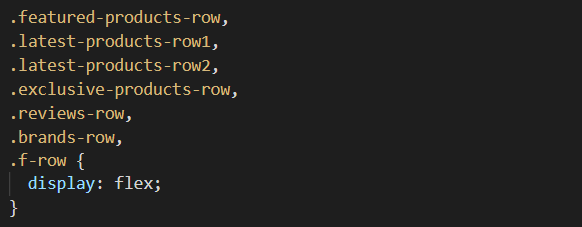 .featured-products-row,
.latest-products-row1,
.latest-products-row2,
.exclusive-products-row,
.reviews-row,
.brands-row,
.f-row {
  display: flex;
}